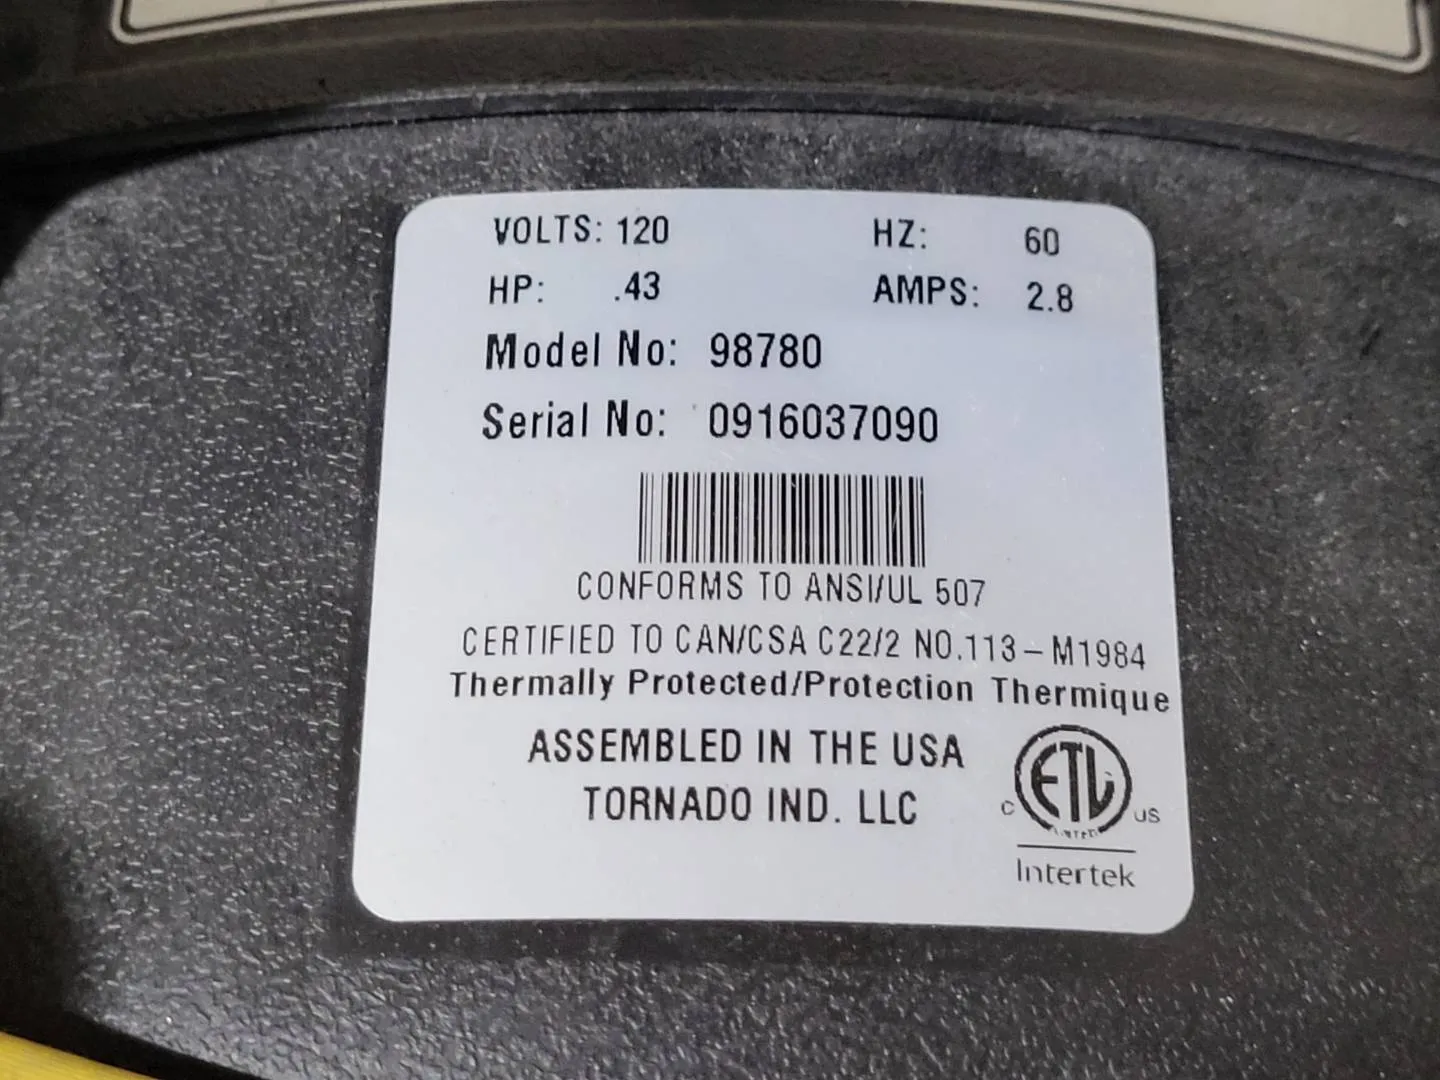 VOLTS: 120 HZ: 60
HP: .43 AMPS: 2.8
Model No: 98780
Serial No: 0916037090
CONFORMS TO ANSI/UL 507
CERTIFIED TO CAN/CSA C22/2 NO.113-M1984
Thermally Protected/Protection Thermique
ASSEMBLED IN THE USA
TORNADO IND. LLC
C ETL US
Intertek